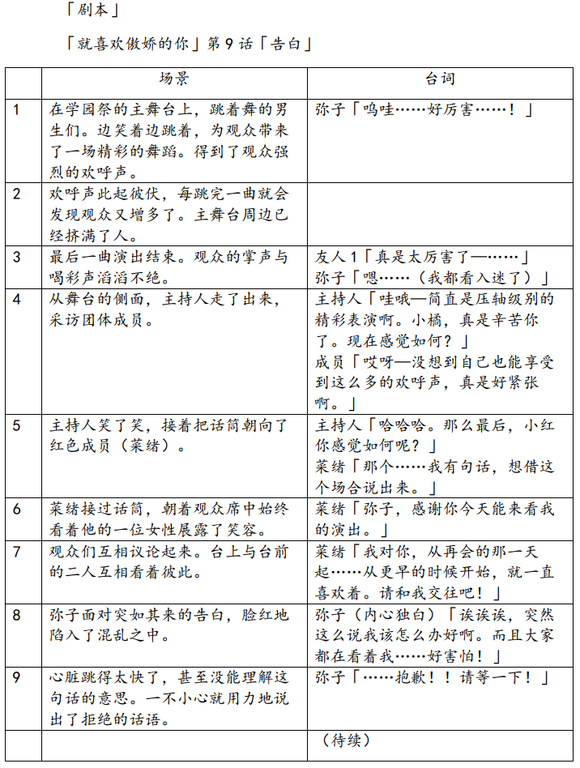 「剧本」
「就喜欢傲娇的你」第9话「告白」
场景
台词
1
在学园祭的主舞台上，跳着舞的男
生们。边笑着边跳着，为观众带来
了一场精彩的舞蹈。得到了观众强
烈的欢呼声。
弥子「呜哇……好厉害……！」
2
欢呼声此起彼伏，每跳完一曲就会
发现观众又增多了。主舞台周边已
经挤满了人。
3
最后一曲演出结束。观众的掌声与
喝彩声滔滔不绝。
友人1「真是太厉害了—……」
弥子「嗯……（我都看入迷了）」
4
从舞台的侧面，主持人走了出来，
采访团体成员。
主持人「哇哦—简直是压轴级别的
精彩表演啊。小橘，真是辛苦你
了。现在感觉如何？」
成员「哎呀—没想到自己也能享受
到这么多的欢呼声，真是好紧张
啊。」
5
主持人笑了笑，接着把话筒朝向了
红色成员（菜绪）。
主持人「哈哈哈。那么最后，小红
你感觉如何呢？」
菜绪「那个……我有句话，想借这
个场合说出来。」
6
菜绪接过话筒，朝着观众席中始终
看着他的一位女性展露了笑容。
菜绪「弥子，感谢你今天能来看我
的演出。」
7
观众们互相议论起来。台上与台前
的二人互相看着彼此。
菜绪「我对你，从再会的那一天
起……从更早的时候开始，就一直
喜欢着。请和我交往吧！」
8
弥子面对突如其来的告白，脸红地
陷入了混乱之中。
弥子（内心独白）「诶诶诶，突然
这么说我该怎么办好啊。而且大家
都在看着我……好害怕！」
9
心脏跳得太快了，甚至没能理解这
句话的意思。一不小心就用力地说
出了拒绝的话语。
弥子「……抱歉！！请等一下！」
（待续）